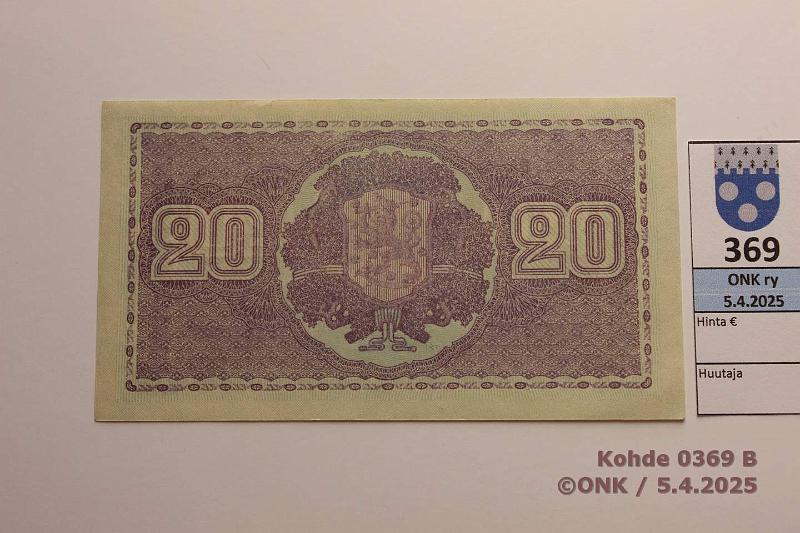 20 20
369
ONK ry
5.4.2025
Hinta €
Huutaja
Kohde 0369 B
©ONK / 5.4.2025